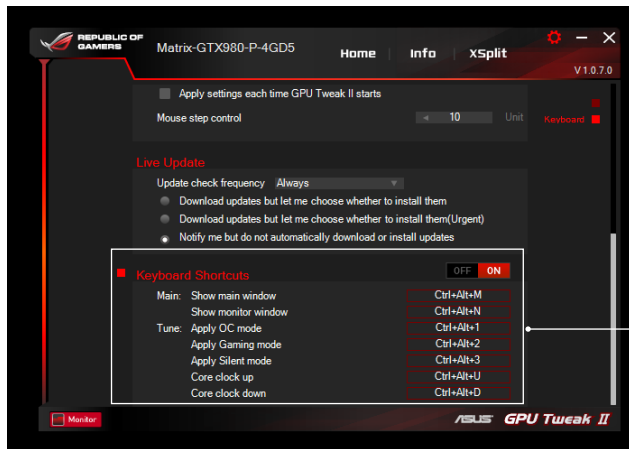 REPUBLIC OF
GAMERS
Matrix-GTX980-P-4GD5
Home Info XSplit
V 1.0.7.0
Apply settings each time GPU Tweak II starts
Mouse step control 10 Unit
Keyboard
Live Update
Update check frequency Always
Download updates but let me choose whether to install them
Download updates but let me choose whether to install them(Urgent)
Notify me but do not automatically download or install updates
Keyboard Shortcuts OFF ON
Main: Show main window Ctrl+Alt+M
Show monitor window Ctrl+Alt+N
Tune: Apply OC mode Ctrl+Alt+1
Apply Gaming mode Ctrl+Alt+2
Apply Silent mode Ctrl+Alt+3
Core clock up Ctrl+Alt+U
Core clock down Ctrl+Alt+D
Monitor
ASUS GPU Tweak II